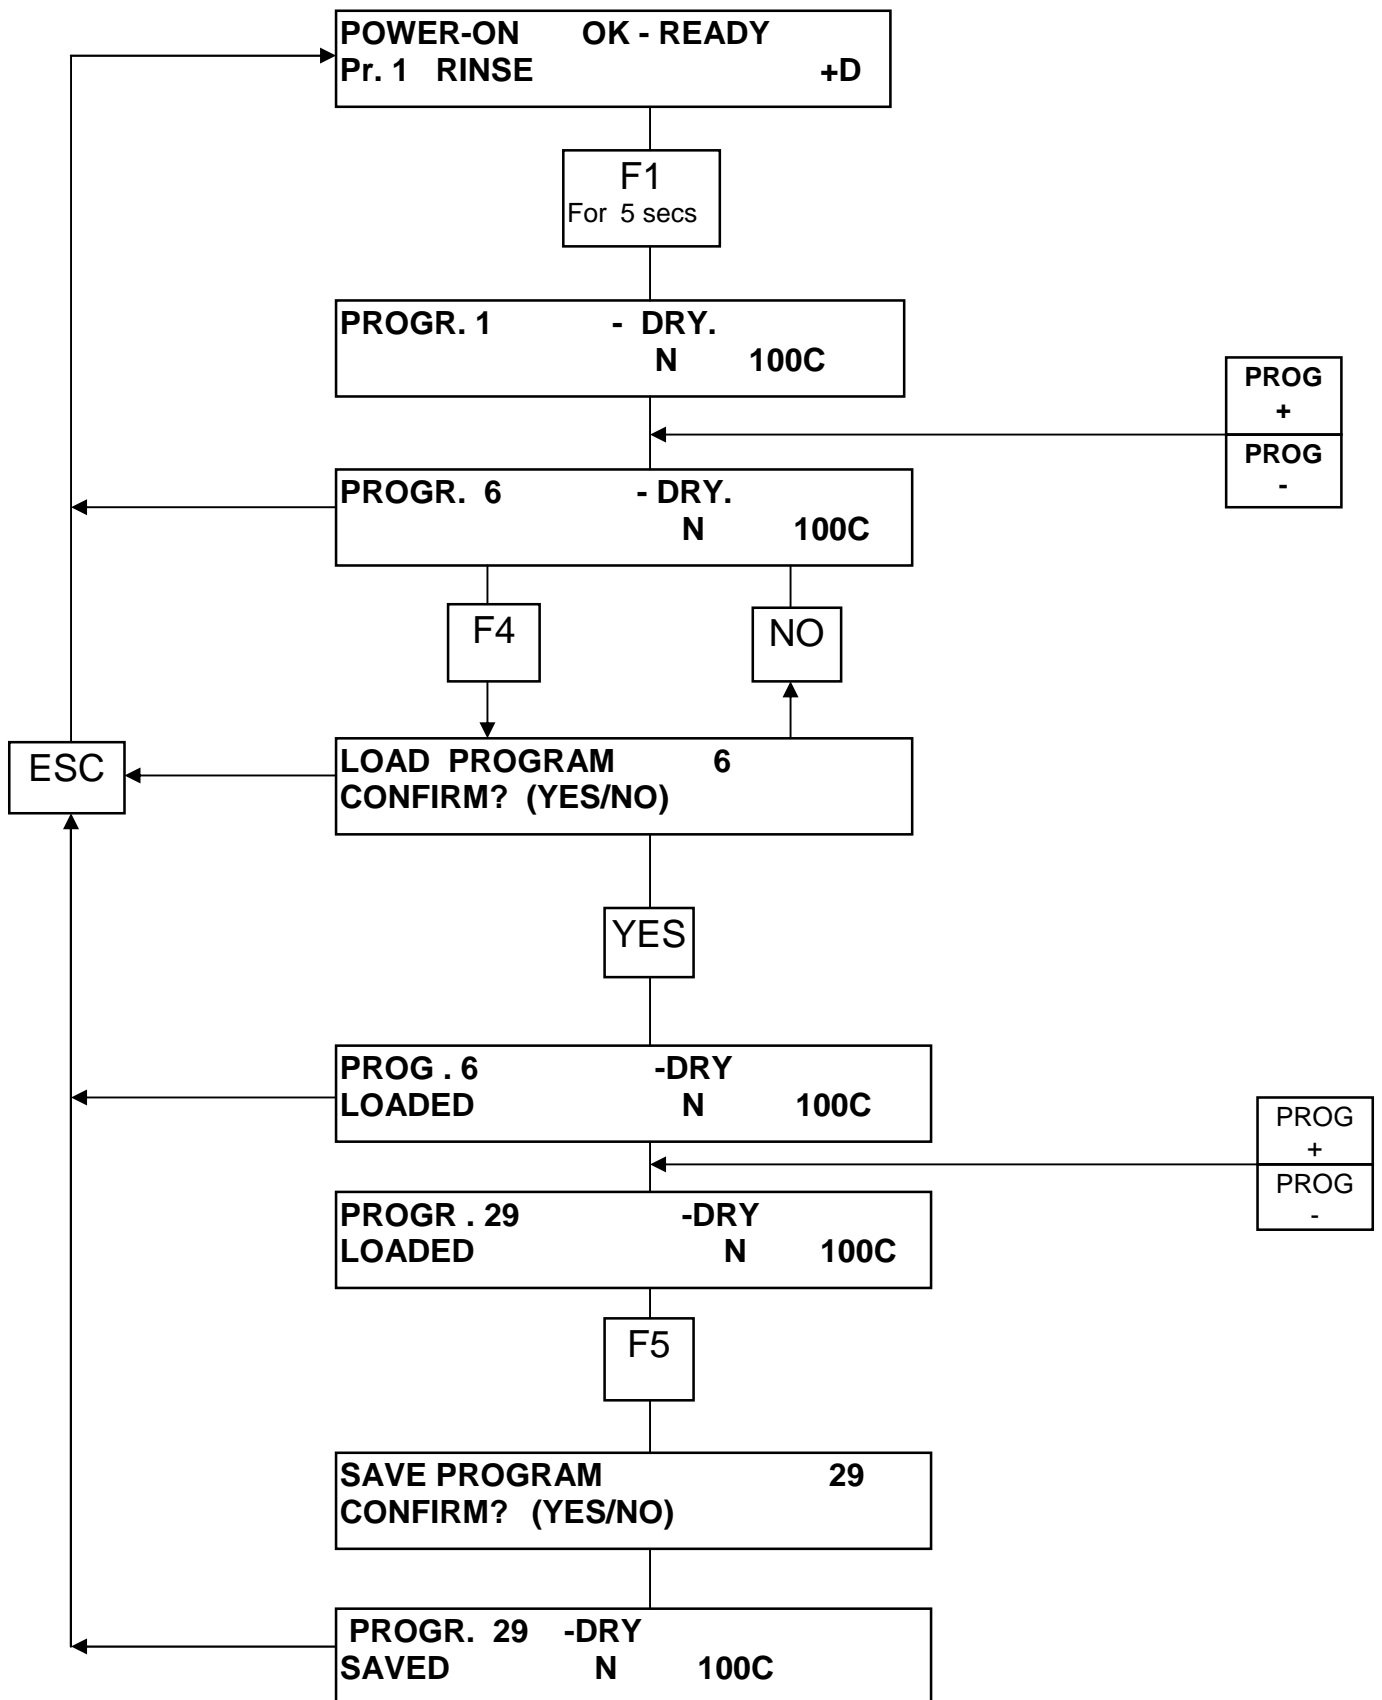 POWER-ON OK - READY
Pr. 1 RINSE +D
F1
For 5 secs
PROGR. 1 - DRY.
N 100C
PROG
+
PROG
-
PROGR. 6 - DRY.
N 100C
F4
NO
ESC
LOAD PROGRAM 6
CONFIRM? (YES/NO)
YES
PROG . 6 -DRY
LOADED N 100C
PROG
+
PROG
-
PROGR . 29 -DRY
LOADED N 100C
F5
SAVE PROGRAM 29
CONFIRM? (YES/NO)
PROGR. 29 -DRY
SAVED N 100C